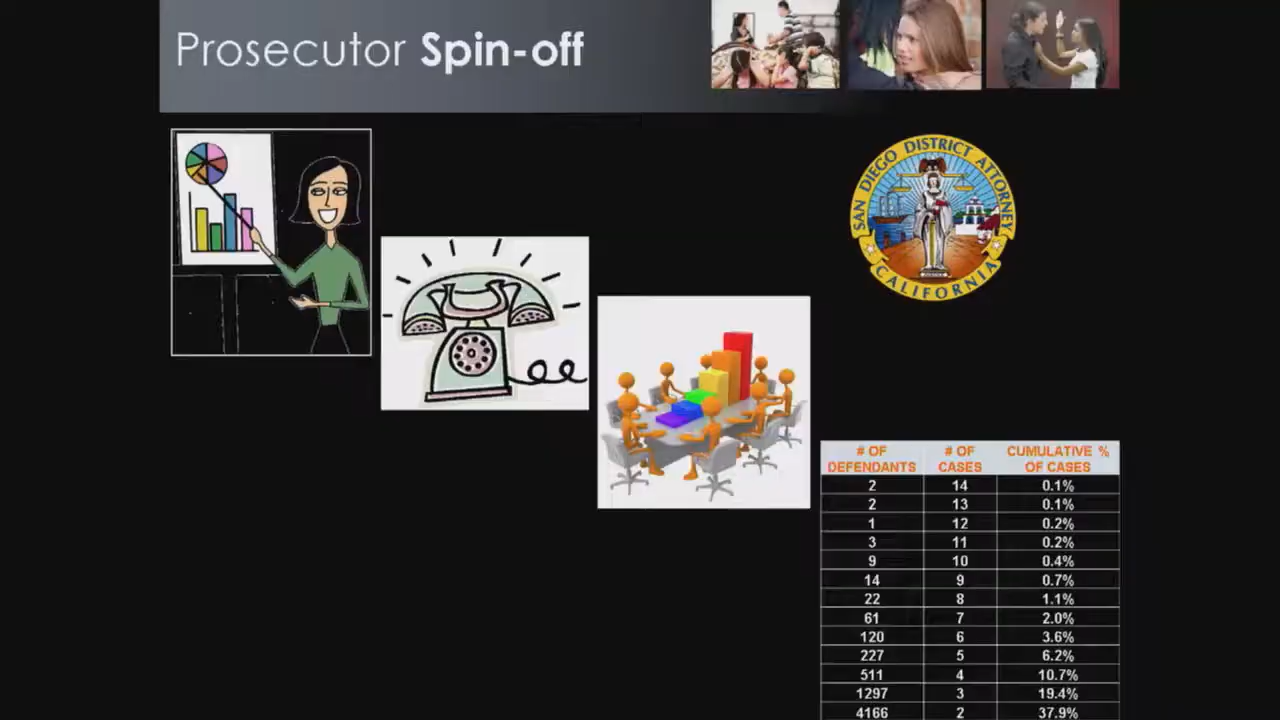 Prosecutor Spin-off
SAN DIEGO DISTRICT ATTORNEY
CALIFORNIA
# OF DEFENDANTS # OF CASES CUMULATIVE % OF CASES
2 14 0.1%
2 13 0.1%
1 12 0.2%
3 11 0.2%
9 10 0.4%
14 9 0.7%
22 8 1.1%
61 7 2.0%
120 6 3.6%
227 5 6.2%
511 4 10.7%
1297 3 19.4%
4166 2 37.9%